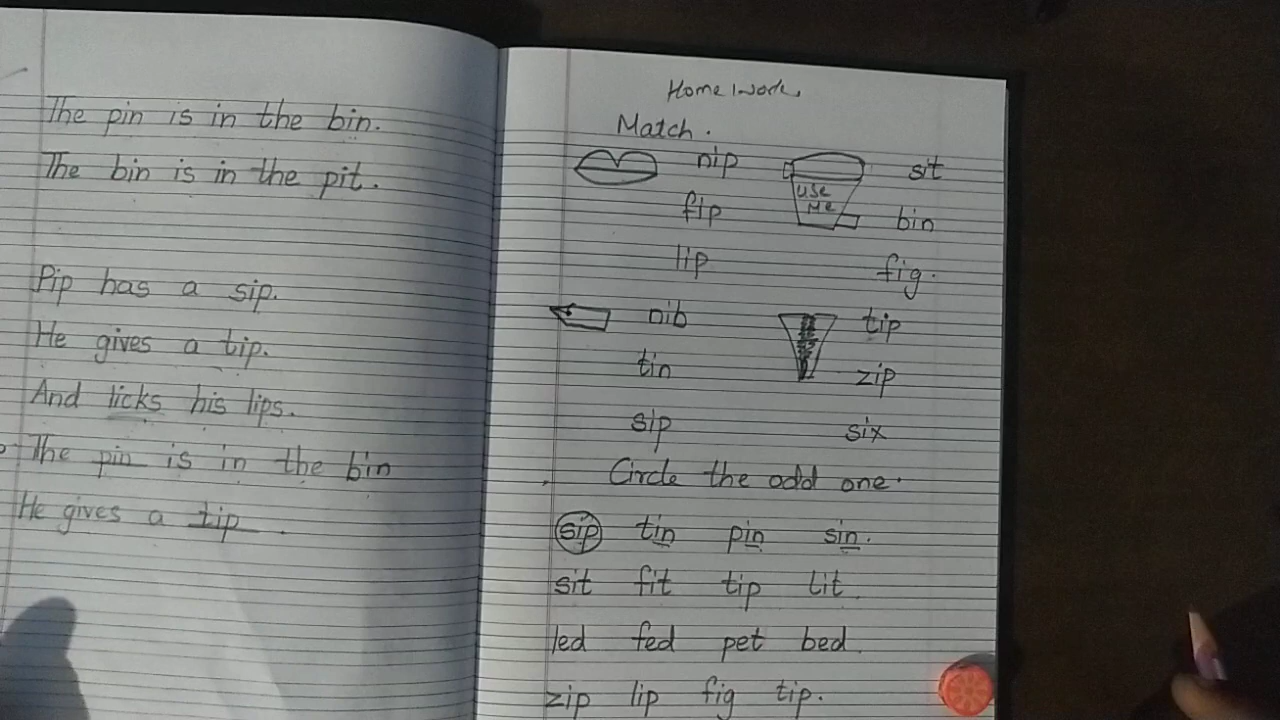 The pin is in the bin.
The bin is in the pit.
Pip has a sip.
He gives a tip.
And licks his lips.
The pin is in the bin
He gives a tip.
Home work
Match.
nip sit
use
me
flp bin
lip fig.
nib tip
tin zip
sip six
Circle the odd one.
sip tin pin sin.
sit fit tip lit
led fed pet bed
zip lip fig tip.